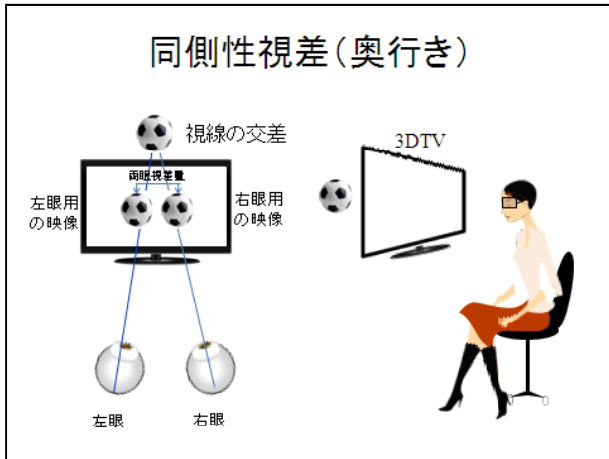 同側性視差(奥行き)
視線の交差
3DTV
両眼視差量
左眼用
の映像
右眼用
の映像
左眼
右眼